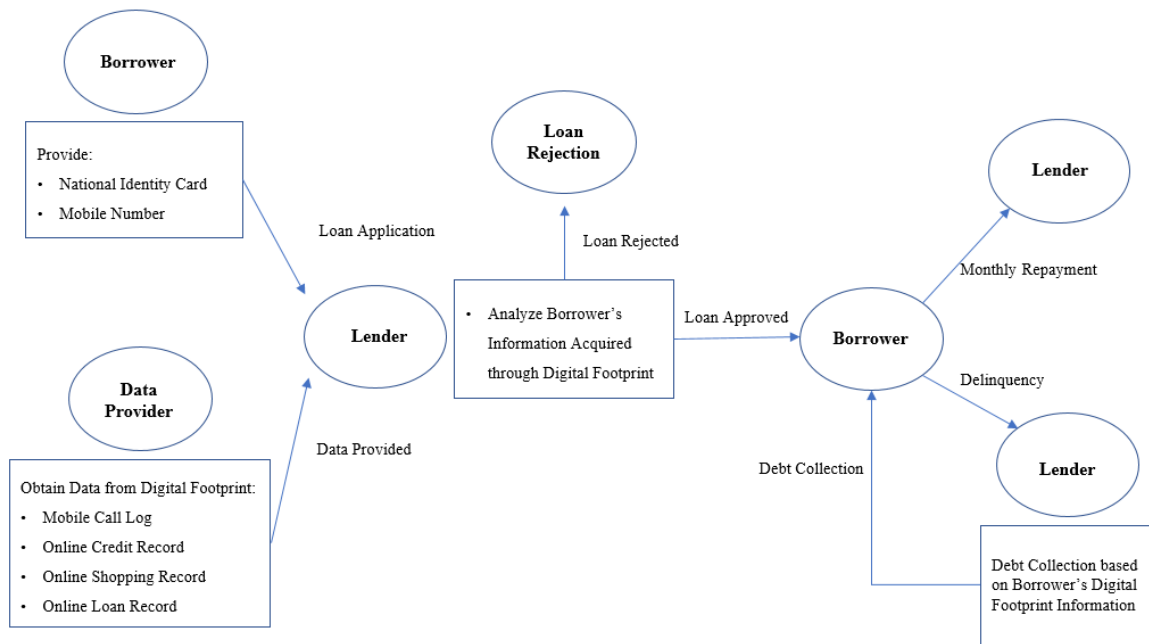 Borrower
Provide:
• National Identity Card
• Mobile Number
Loan Application
Data
Provider
Obtain Data from Digital Footprint:
• Mobile Call Log
• Online Credit Record
• Online Shopping Record
• Online Loan Record
Data Provided
Lender
Loan
Rejection
Loan Rejected
• Analyze Borrower’s
Information Acquired
through Digital Footprint
Loan Approved
Borrower
Monthly Repayment
Lender
Delinquency
Lender
Debt Collection
Debt Collection based
on Borrower’s Digital
Footprint Information